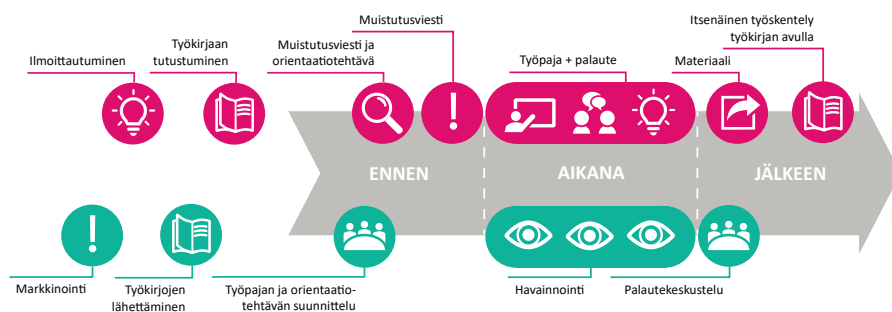 Ilmoittautuminen
Työkirjaan
tutustuminen
Muistutusviesti ja
orientaatiotehtävä
Muistutusviesti
Työpaja + palaute
Materiaali
Itsenäinen työskentely
työkirjan avulla
ENNEN
AIKANA
JÄLKEEN
Markkinointi
Työkirjojen
lähettäminen
Työpajan ja orientaatio-
tehtävän suunnittelu
Havainnointi
Palautekeskustelu